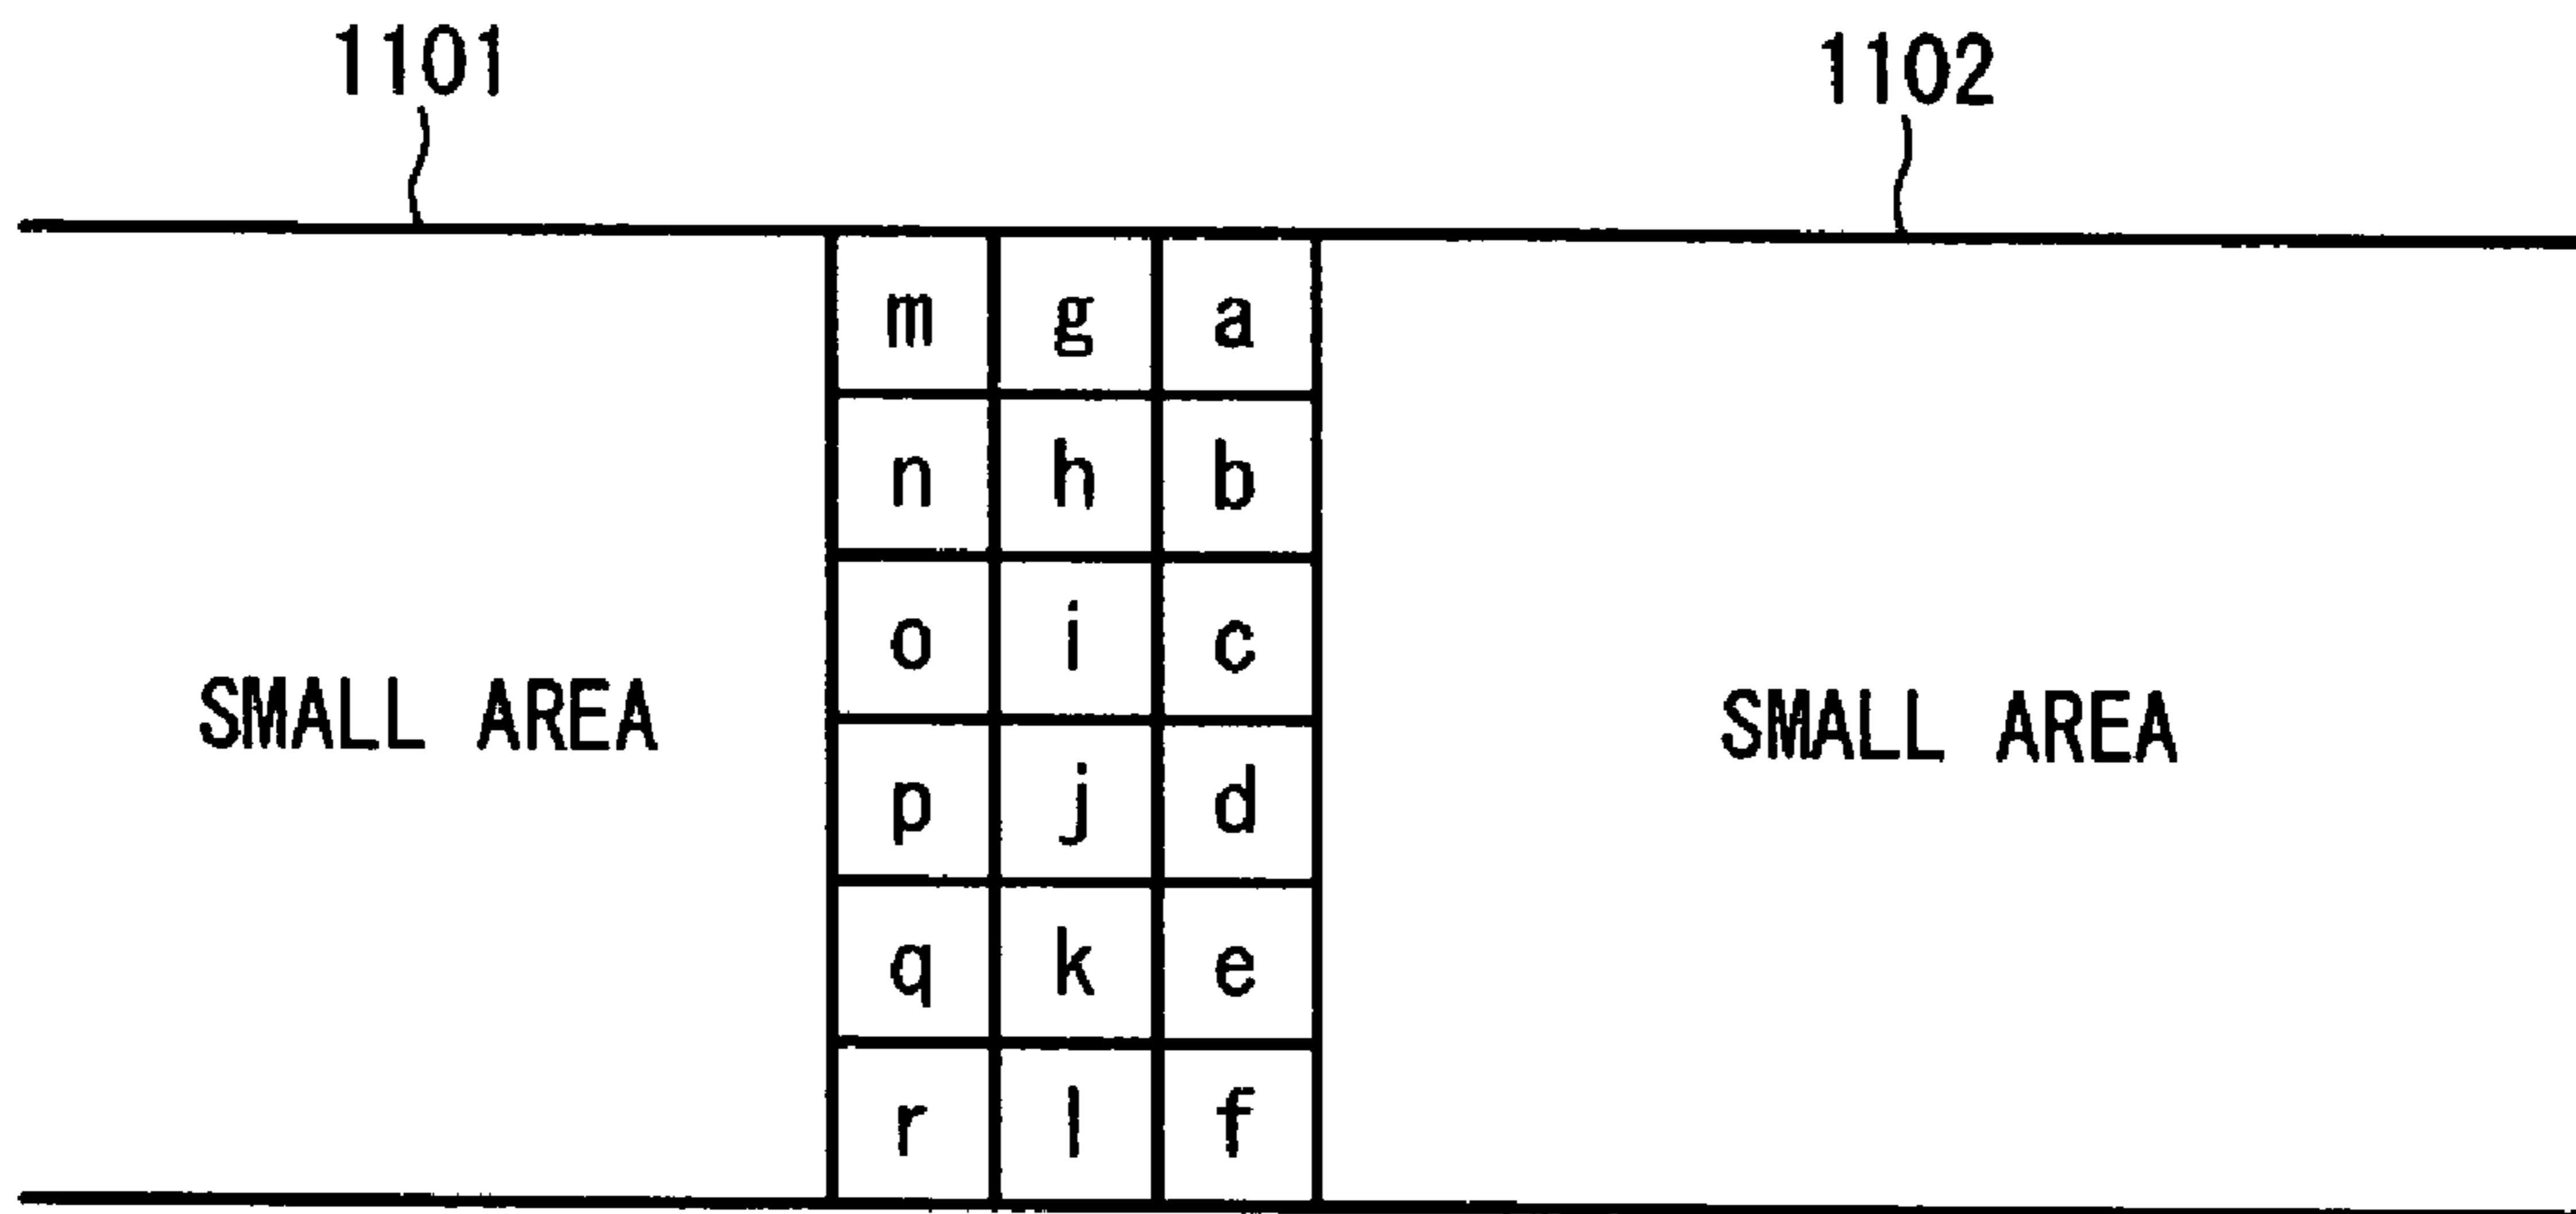 1101 1102
m g a
n h b
o i c
SMALL AREA SMALL AREA
p j d
q k e
r l f